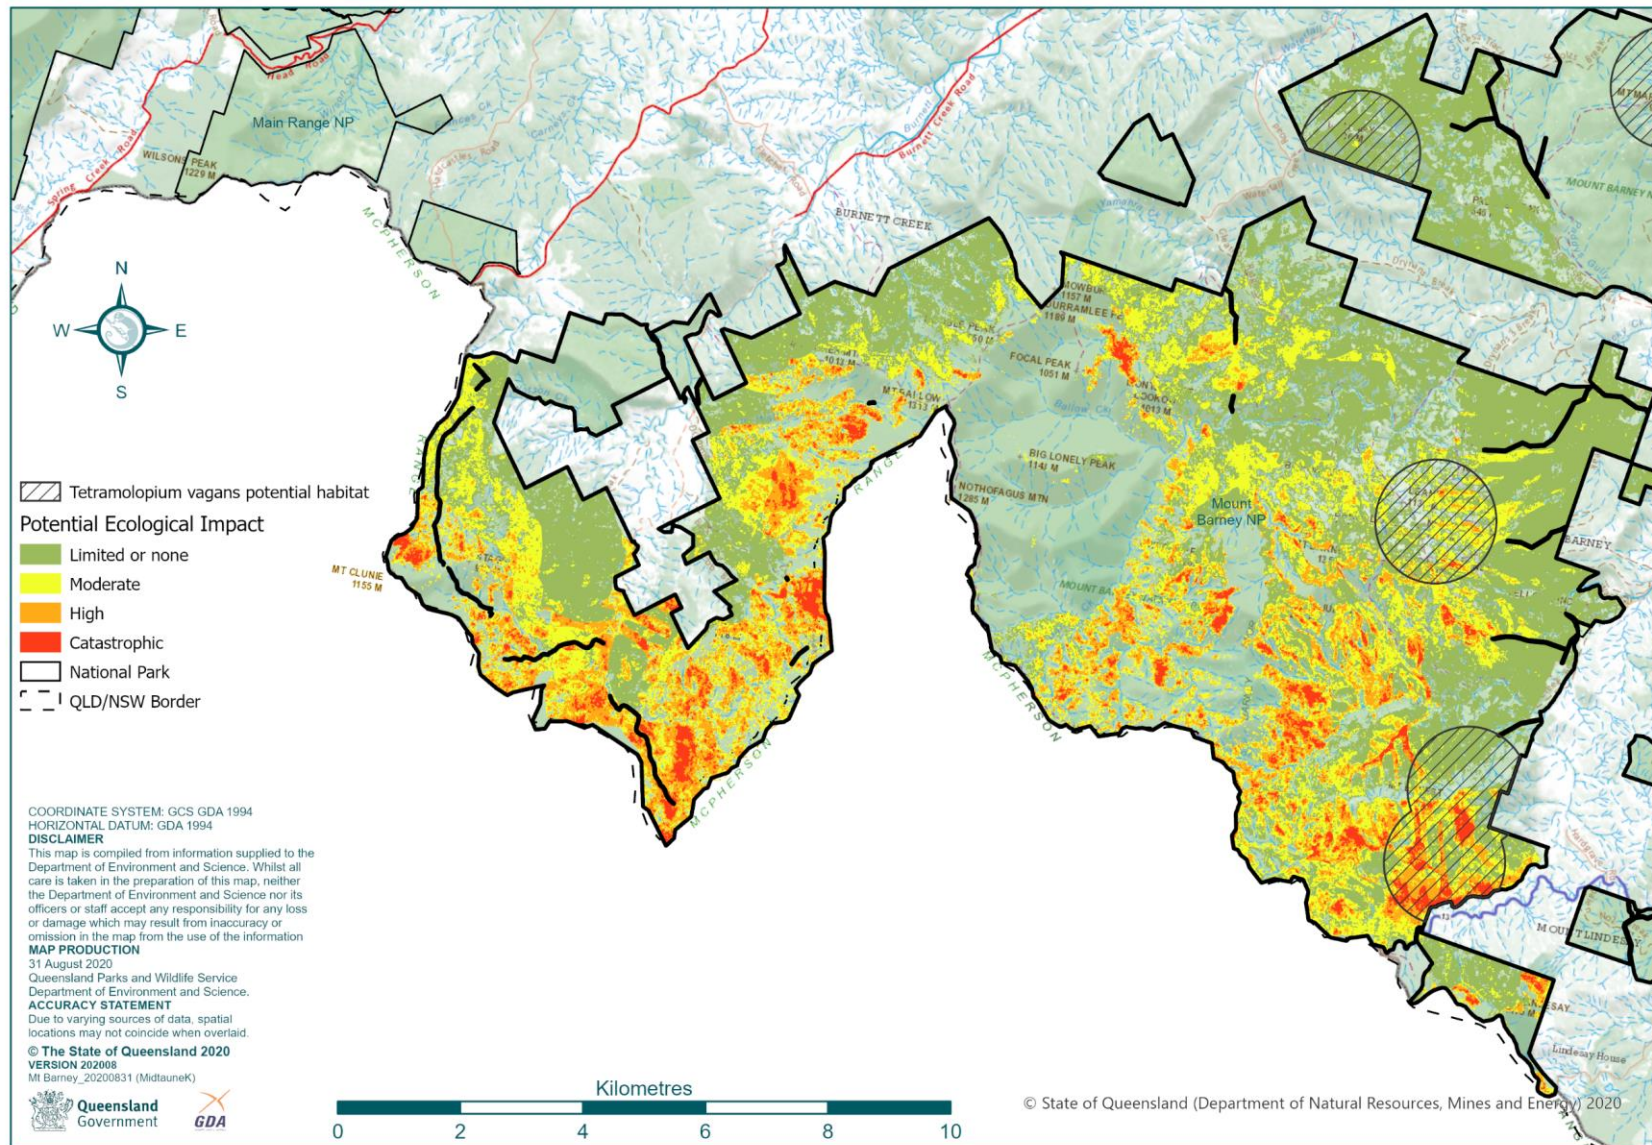 Head Road
Main Range NP
WILSONS PEAK
1229 M
Spring Creek Road
Burnett Creek Road
BURNETT CREEK
MCPHERSON
RANGE
N
W
E
S
FOCAL PEAK
1051 M
1157 M
1189 M
BIG LONELY PEAK
NOTHOFAGUS MTN
1285 M
Mount
Barney NP
BARNEY
MT CLUNIE
1155 M
RANGE
MCPHERSON
MCPHERSON
MOUNT LINDESAY
Lindesay House
Tetramolopium vagans potential habitat
Potential Ecological Impact
Limited or none
Moderate
High
Catastrophic
National Park
QLD/NSW Border
COORDINATE SYSTEM: GCS GDA 1994
HORIZONTAL DATUM: GDA 1994
DISCLAIMER
This map is compiled from information supplied to the
Department of Environment and Science. Whilst all
care is taken in the preparation of this map, neither
the Department of Environment and Science nor its
officers or staff accept any responsibility for any loss
or damage which may result from inaccuracy or
omission in the map from the use of the information
MAP PRODUCTION
31 August 2020
Queensland Parks and Wildlife Service
Department of Environment and Science.
ACCURACY STATEMENT
Due to varying sources of data, spatial
locations may not coincide when overlaid.
© The State of Queensland 2020
VERSION 202008
Mt Barney_20200831 (MidtauneK)
Queensland
Government
GDA
Kilometres
0 2 4 6 8 10
© State of Queensland (Department of Natural Resources, Mines and Energy) 2020